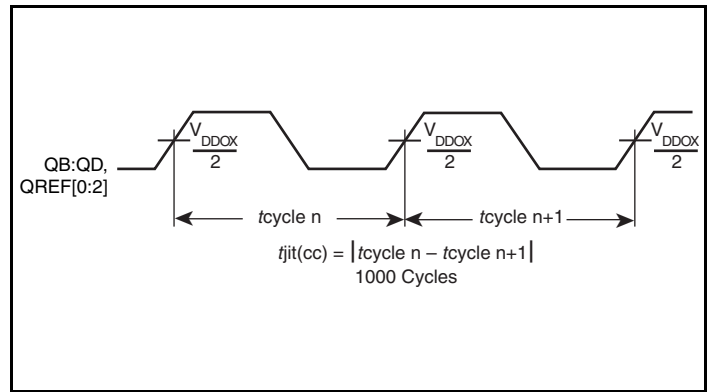 VDDOX
2
VDDOX
2
VDDOX
2
QB:QD,
QREF[0:2]
tcycle n
tcycle n+1
tjit(cc) = |tcycle n – tcycle n+1|
1000 Cycles